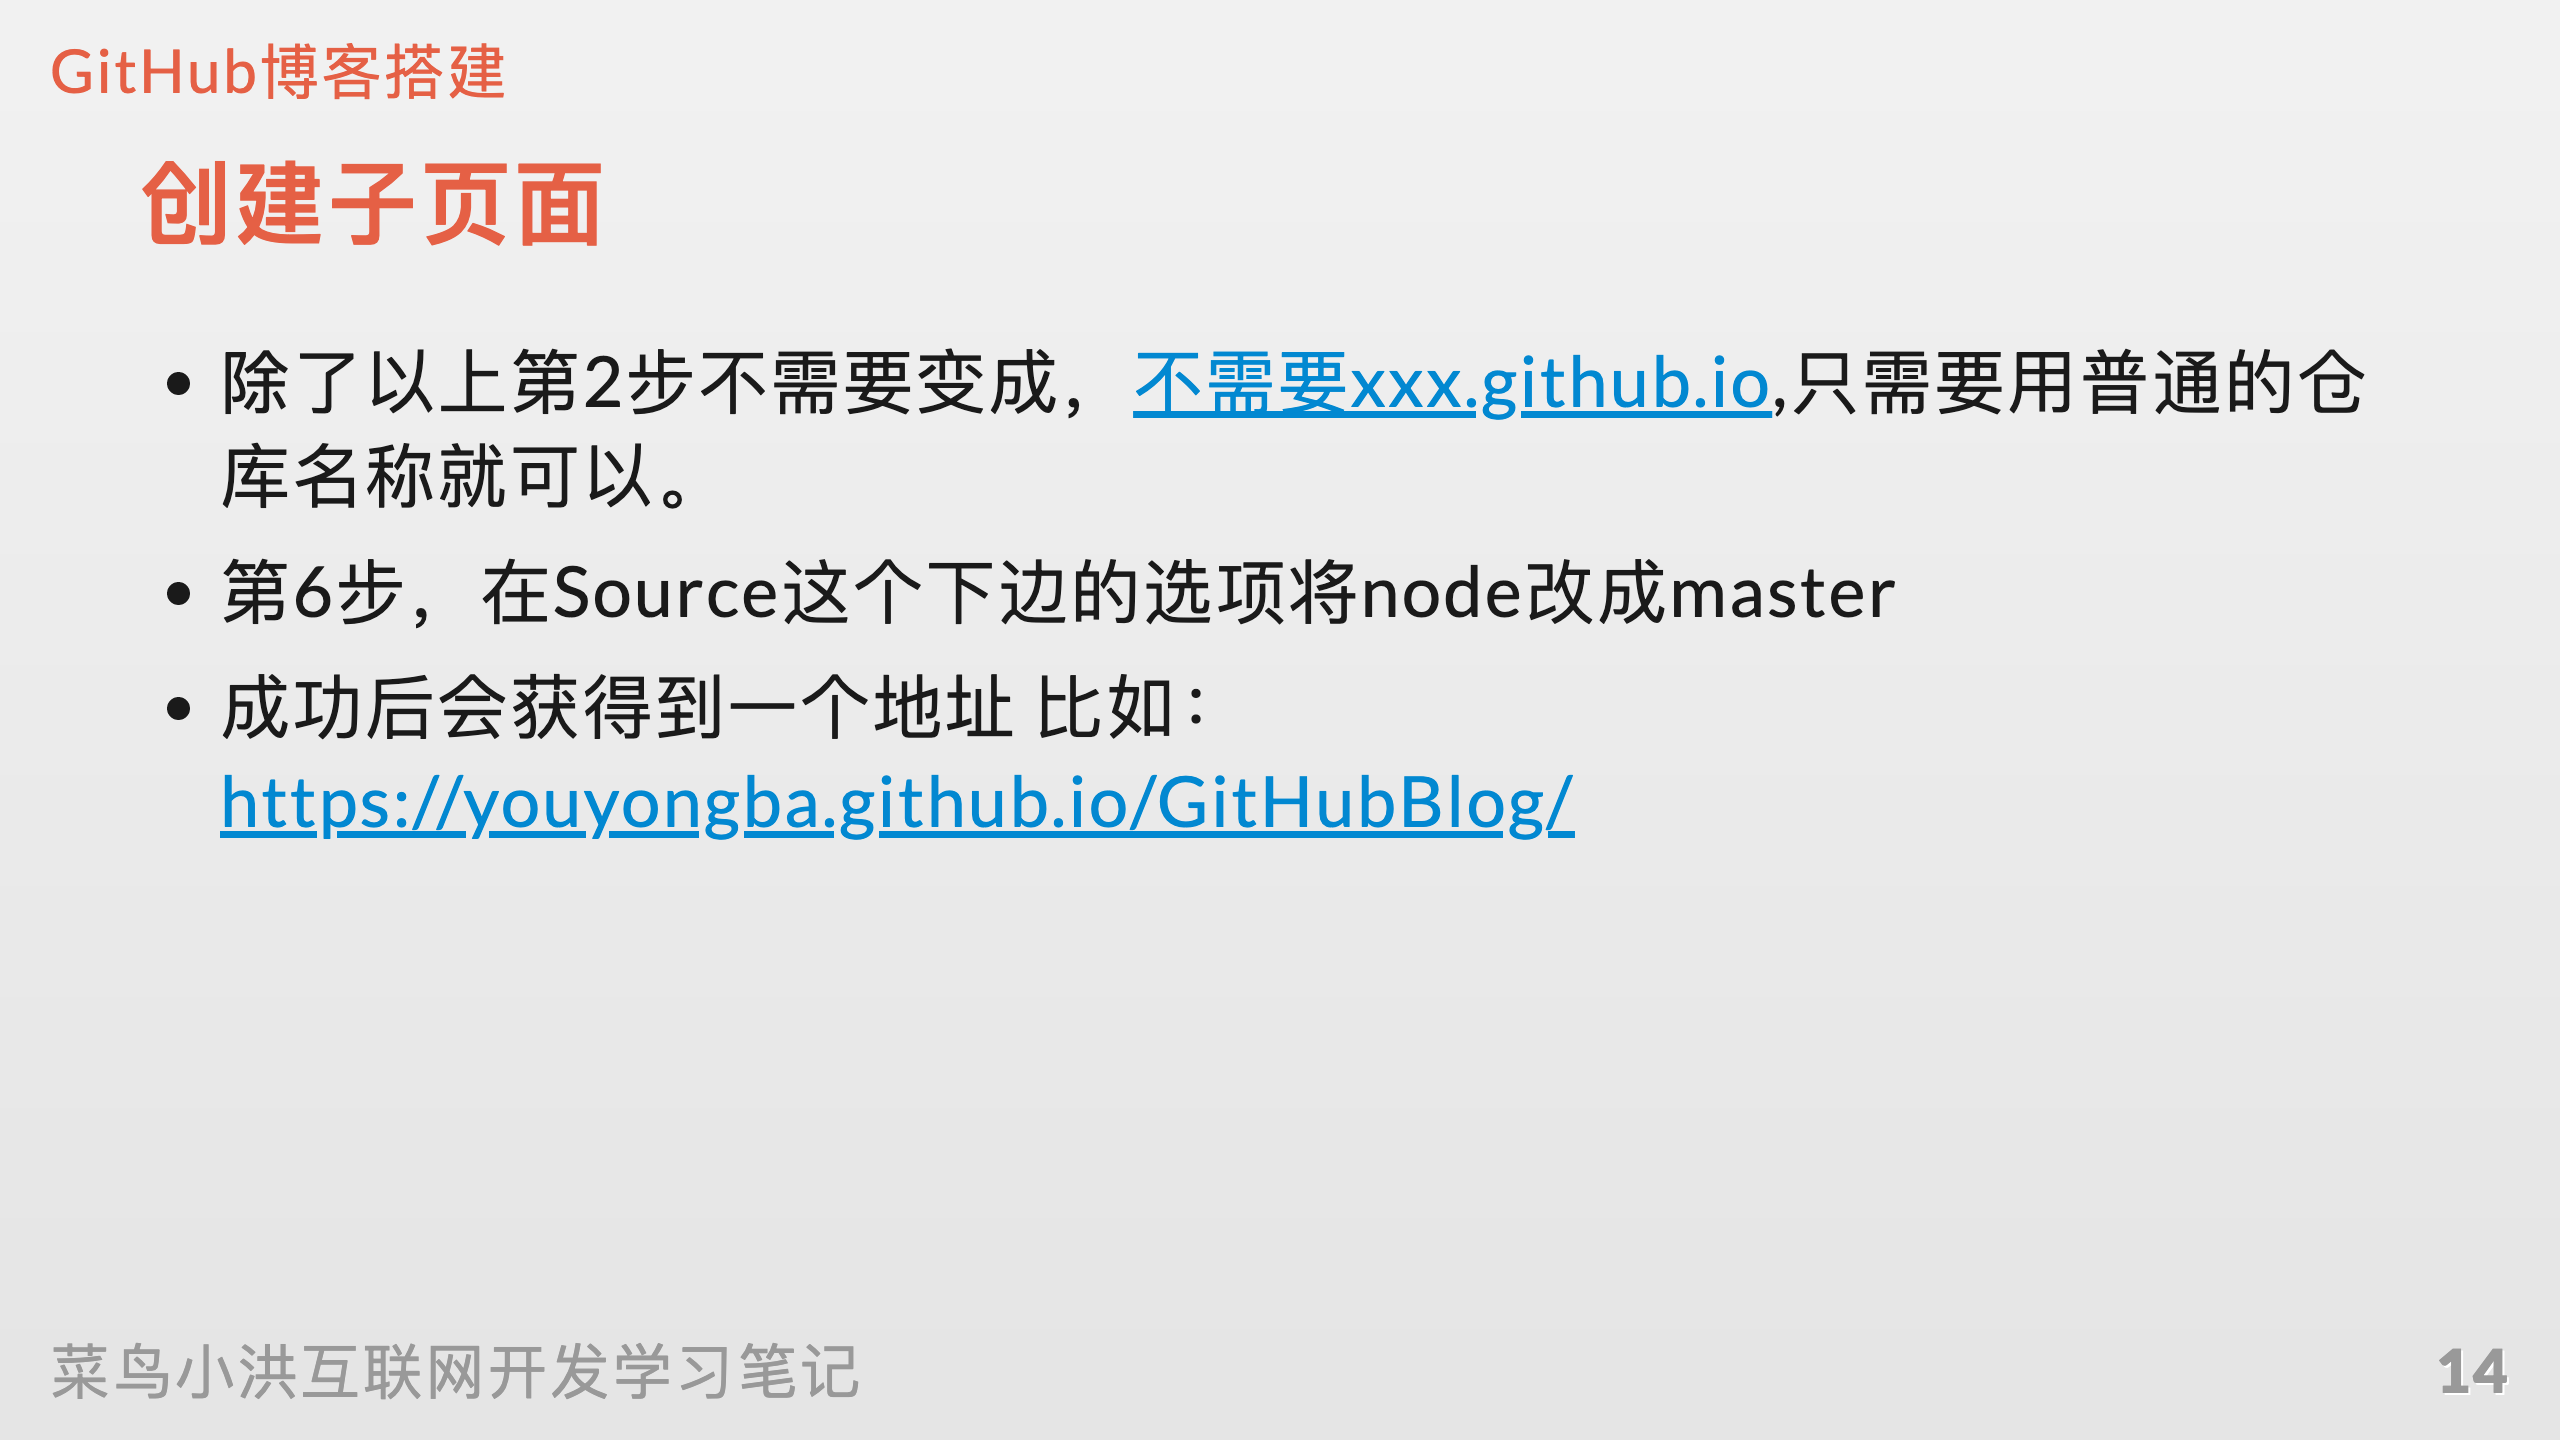 GitHub博客搭建
创建子页面
除了以上第2步不需要变成，不需要xxx.github.io,只需要用普通的仓
库名称就可以。
第6步，在Source这个下边的选项将node改成master
成功后会获得到一个地址 比如：
https://youyongba.github.io/GitHubBlog/
菜鸟小洪互联网开发学习笔记
14